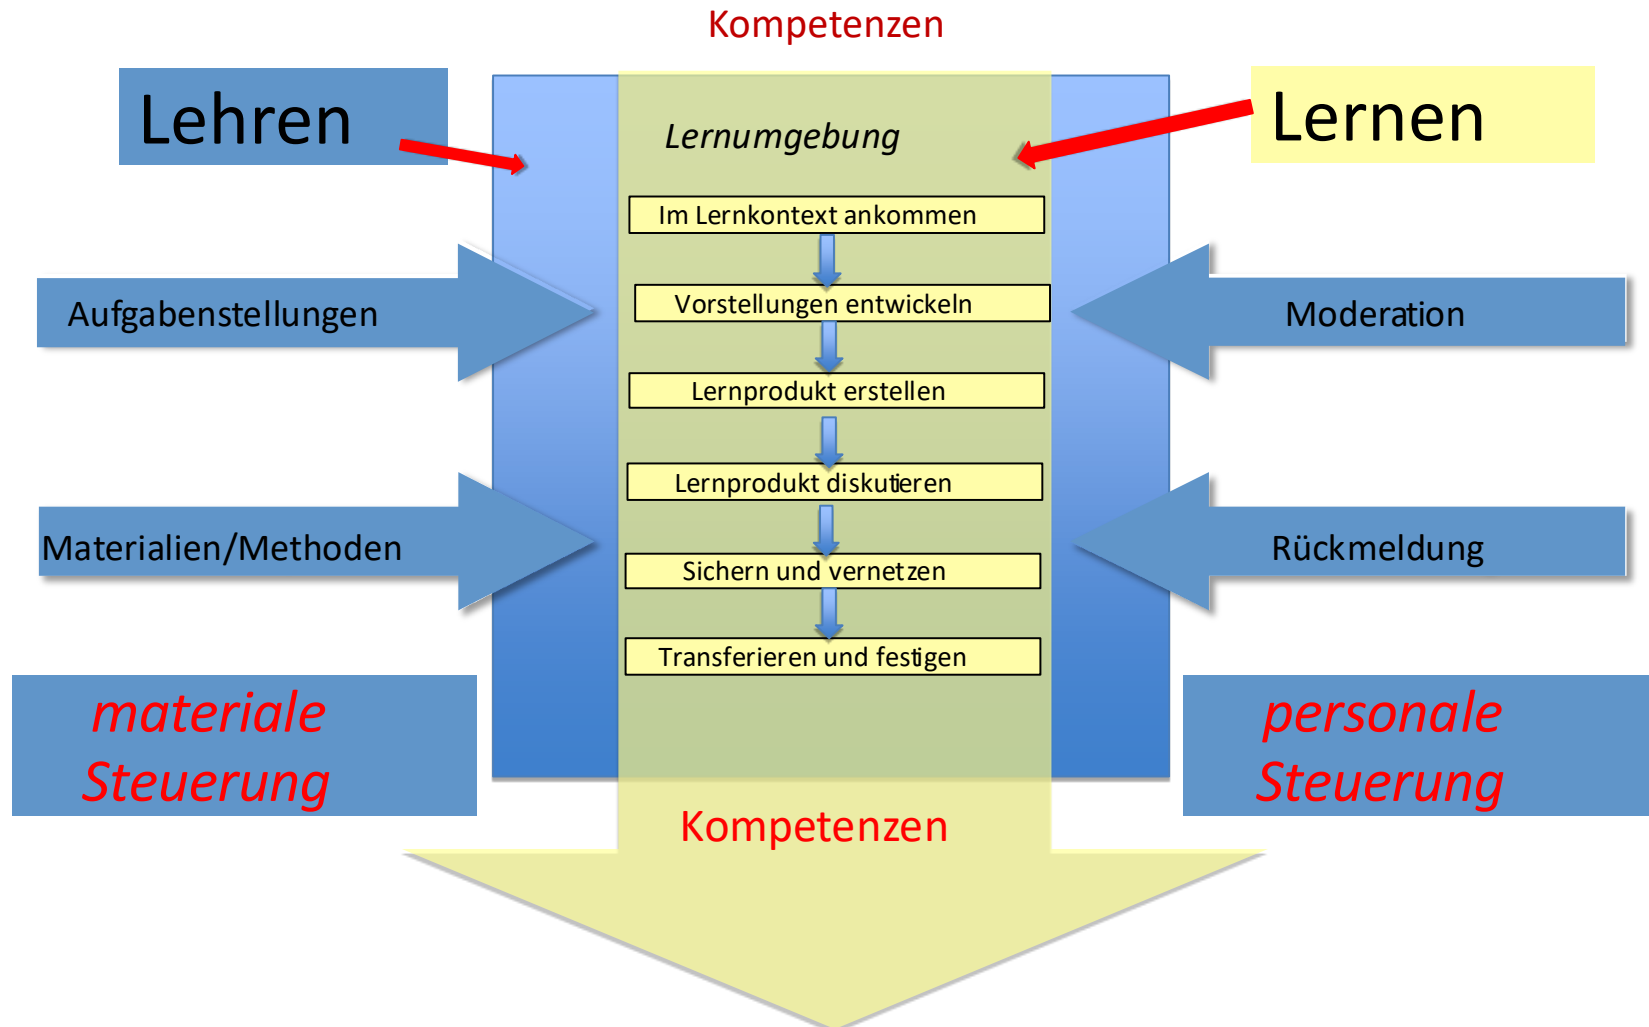 Kompetenzen
Lehren
Lernen
Lernumgebung
Im Lernkontext ankommen
Vorstellungen entwickeln
Aufgabenstellungen
Moderation
Lernprodukt erstellen
Lernprodukt diskutieren
Materialien/Methoden
Rückmeldung
Sichern und vernetzen
Transferieren und festigen
materiale
Steuerung
personale
Steuerung
Kompetenzen